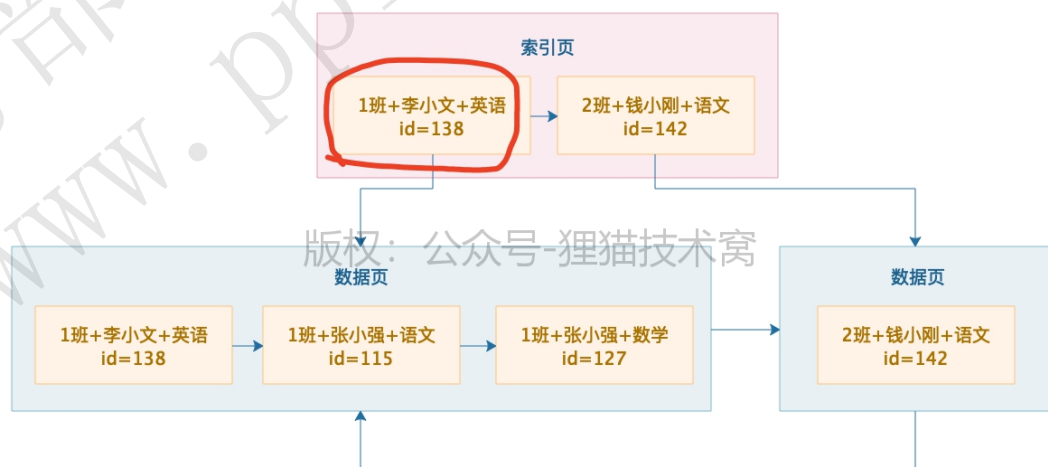 索引页
1班+李小文+英语
id=138
2班+钱小刚+语文
id=142
版权：公众号-狸猫技术窝
数据页
1班+李小文+英语
id=138
1班+张小强+语文
id=115
1班+张小强+数学
id=127
数据页
2班+钱小刚+语文
id=142
www.pp